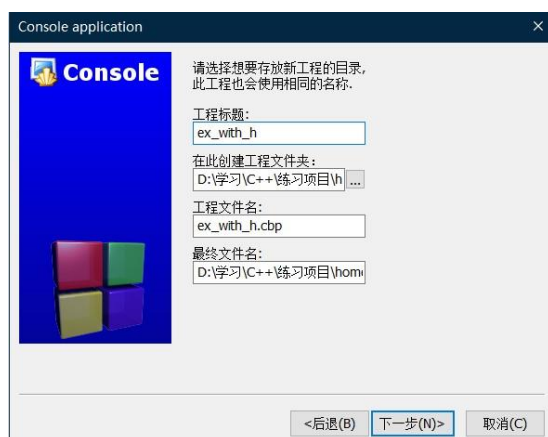 Console application
Console
请选择想要存放新工程的目录,
此工程也会使用相同的名称.
工程标题:
ex_with_h
在此创建工程文件夹:
D:\学习\C++\练习项目\h
...
工程文件名:
ex_with_h.cbp
最终文件名:
D:\学习\C++\练习项目\hom
<后退(B)
下一步(N)>
取消(C)